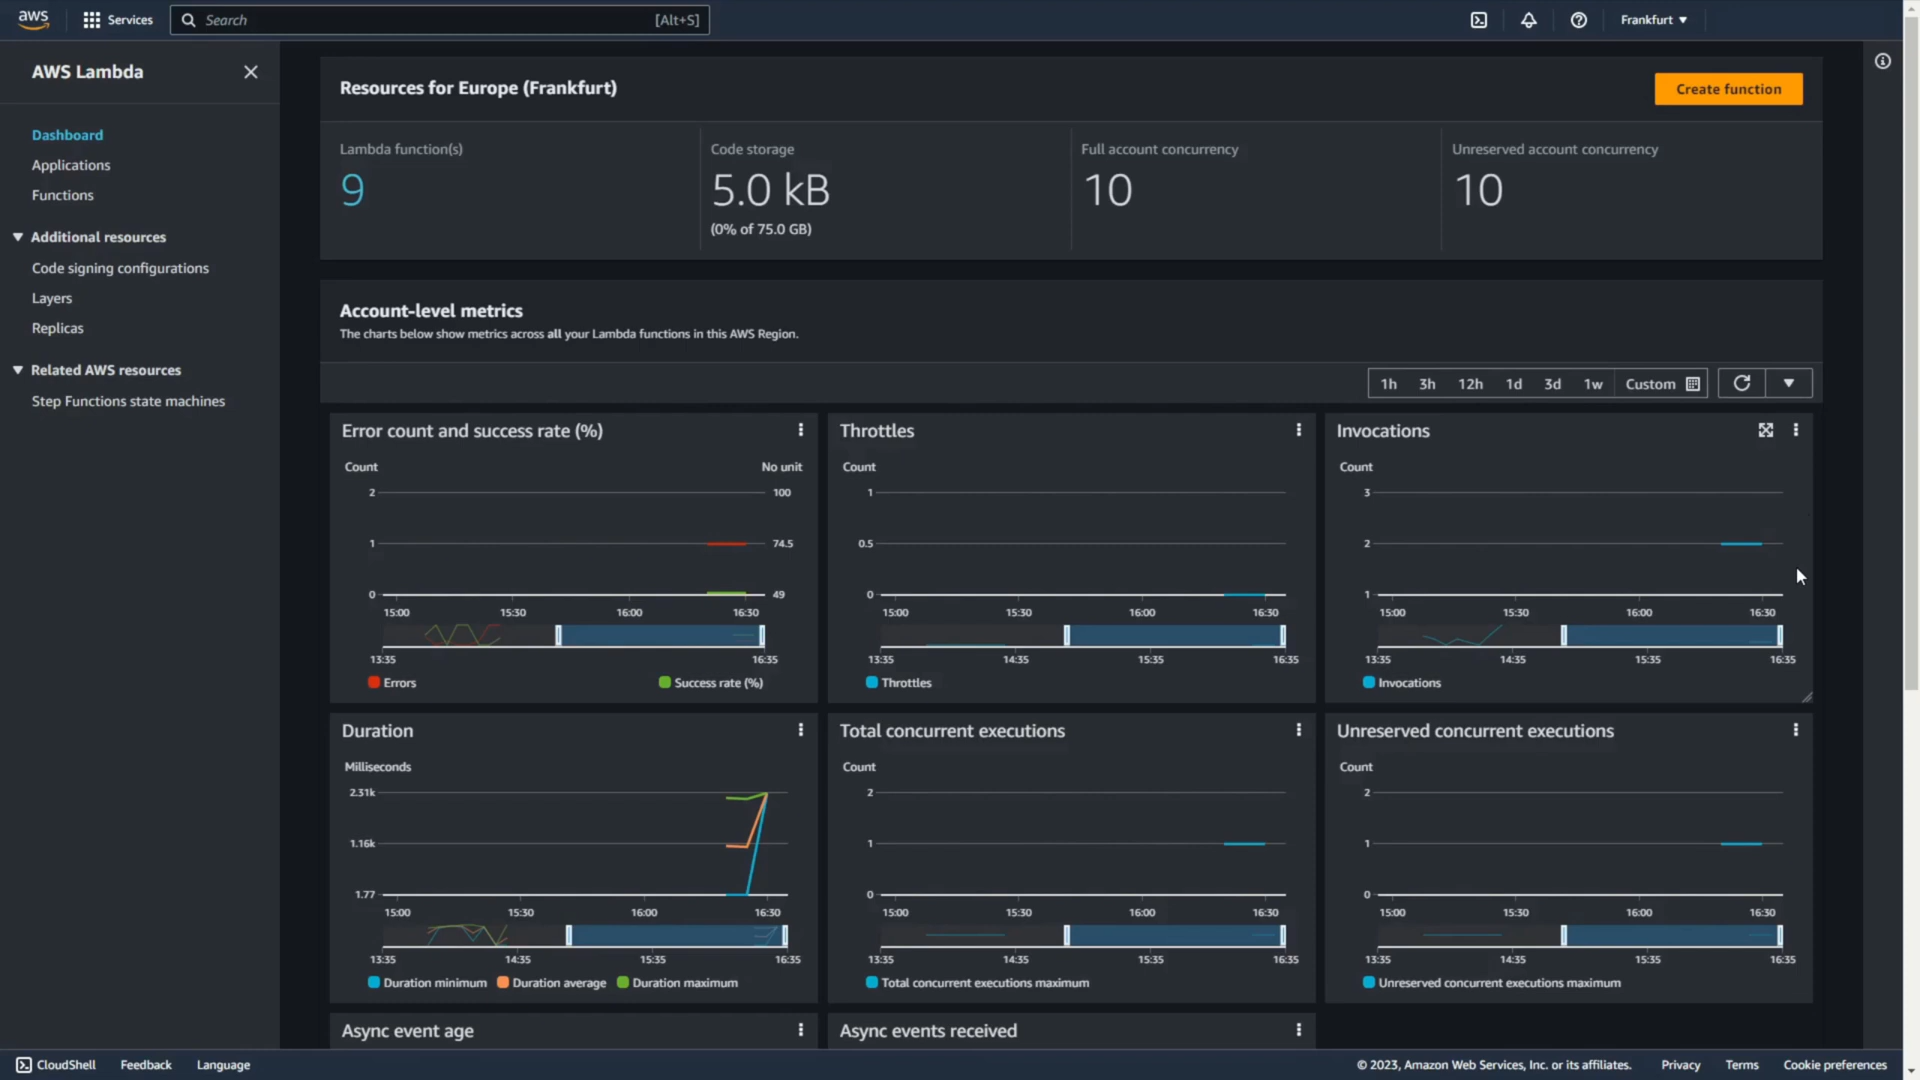 aws
Services
Search
[Alt+S]
Frankfurt
AWS Lambda
Dashboard
Applications
Functions
Additional resources
Code signing configurations
Layers
Replicas
Related AWS resources
Step Functions state machines
Resources for Europe (Frankfurt)
Create function
Lambda function(s)
9
Code storage
5.0 kB
(0% of 75.0 GB)
Full account concurrency
10
Unreserved account concurrency
10
Account-level metrics
The charts below show metrics across all your Lambda functions in this AWS Region.
1h 3h 12h 1d 3d 1w Custom
Error count and success rate (%)
Count No unit
2 100
1 74.5
0 49
15:00 15:30 16:00 16:30
13:35 16:35
Errors Success rate (%)
Throttles
Count
1
0.5
0
15:00 15:30 16:00 16:30
13:35 14:35 15:35 16:35
Throttles
Invocations
Count
3
2
1
15:00 15:30 16:00 16:30
13:35 14:35 15:35 16:35
Invocations
Duration
Milliseconds
2.31k
1.16k
1.77
15:00 15:30 16:00 16:30
13:35 14:35 15:35 16:35
Duration minimum Duration average Duration maximum
Total concurrent executions
Count
2
1
0
15:00 15:30 16:00 16:30
13:35 14:35 15:35 16:35
Total concurrent executions maximum
Unreserved concurrent executions
Count
2
1
0
15:00 15:30 16:00 16:30
13:35 14:35 15:35 16:35
Unreserved concurrent executions maximum
Async event age
Async events received
CloudShell Feedback Language
© 2023, Amazon Web Services, Inc. or its affiliates. Privacy Terms Cookie preferences